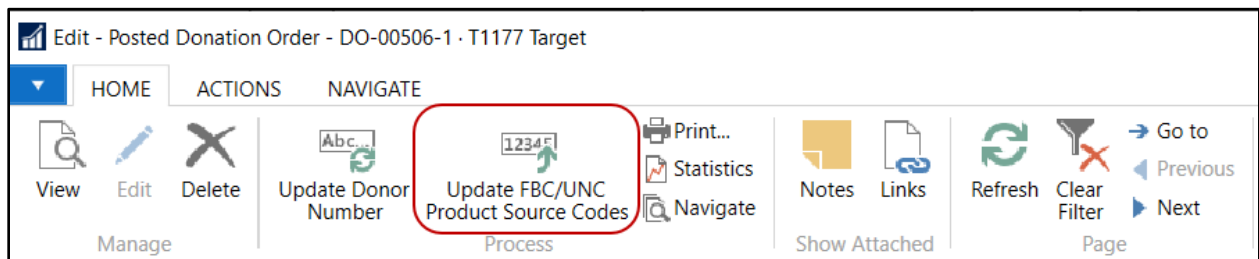 Edit - Posted Donation Order - DO-00506-1 · T1177 Target
HOME ACTIONS NAVIGATE
View
Edit
Delete
Abc...
Update Donor
Number
12345
Update FBC/UNC
Product Source Codes
Print...
Statistics
Navigate
Notes
Links
Refresh
Clear
Filter
Go to
Previous
Next
Manage
Process
Show Attached
Page